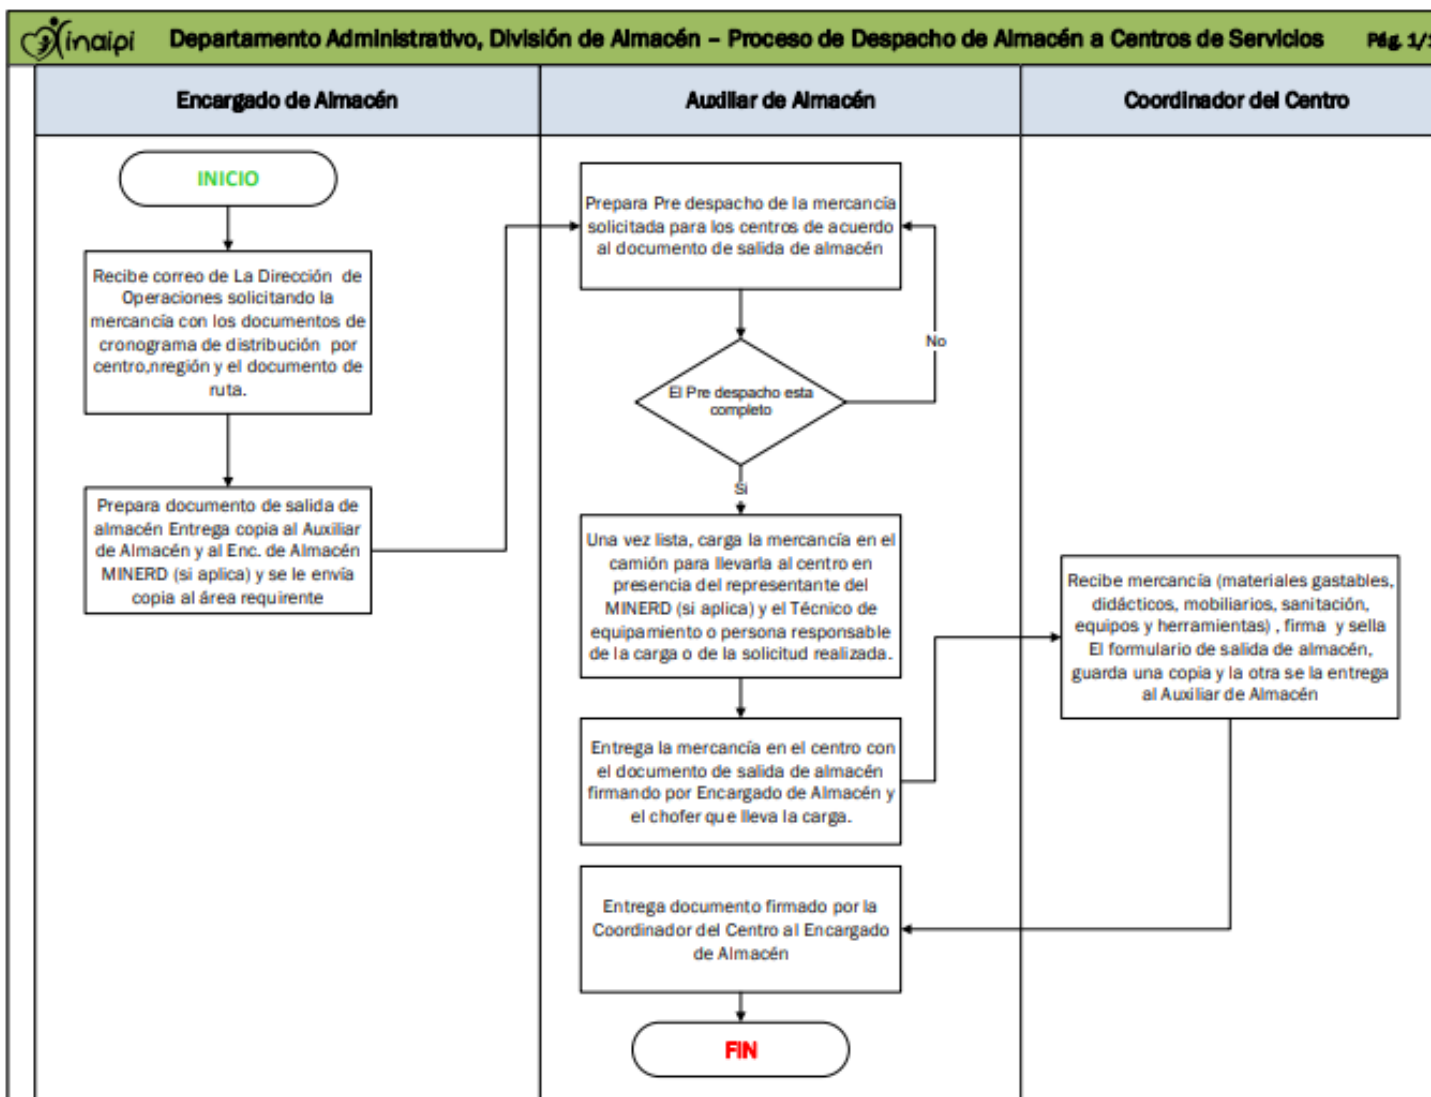 inaipi
Departamento Administrativo, División de Almacén – Proceso de Despacho de Almacén a Centros de Servicios
Pág. 1/1
Encargado de Almacén
Auxiliar de Almacén
Coordinador del Centro
INICIO
Recibe correo de La Dirección de
Operaciones solicitando la
mercancía con los documentos de
cronograma de distribución por
centro,nregión y el documento de
ruta.
Prepara documento de salida de
almacén Entrega copia al Auxiliar
de Almacén y al Enc. de Almacén
MINERD (si aplica) y se le envía
copia al área requirente
Prepara Pre despacho de la mercancía
solicitada para los centros de acuerdo
al documento de salida de almacén
No
El Pre despacho esta
completo
Si
Una vez lista, carga la mercancía en el
camión para llevarla al centro en
presencia del representante del
MINERD (si aplica) y el Técnico de
equipamiento o persona responsable
de la carga o de la solicitud realizada.
Entrega la mercancía en el centro con
el documento de salida de almacén
firmando por Encargado de Almacén y
el chofer que lleva la carga.
Recibe mercancía (materiales gastables,
didácticos, mobiliarios, sanitación,
equipos y herramientas) , firma y sella
El formulario de salida de almacén,
guarda una copia y la otra se la entrega
al Auxiliar de Almacén
Entrega documento firmado por la
Coordinador del Centro al Encargado
de Almacén
FIN